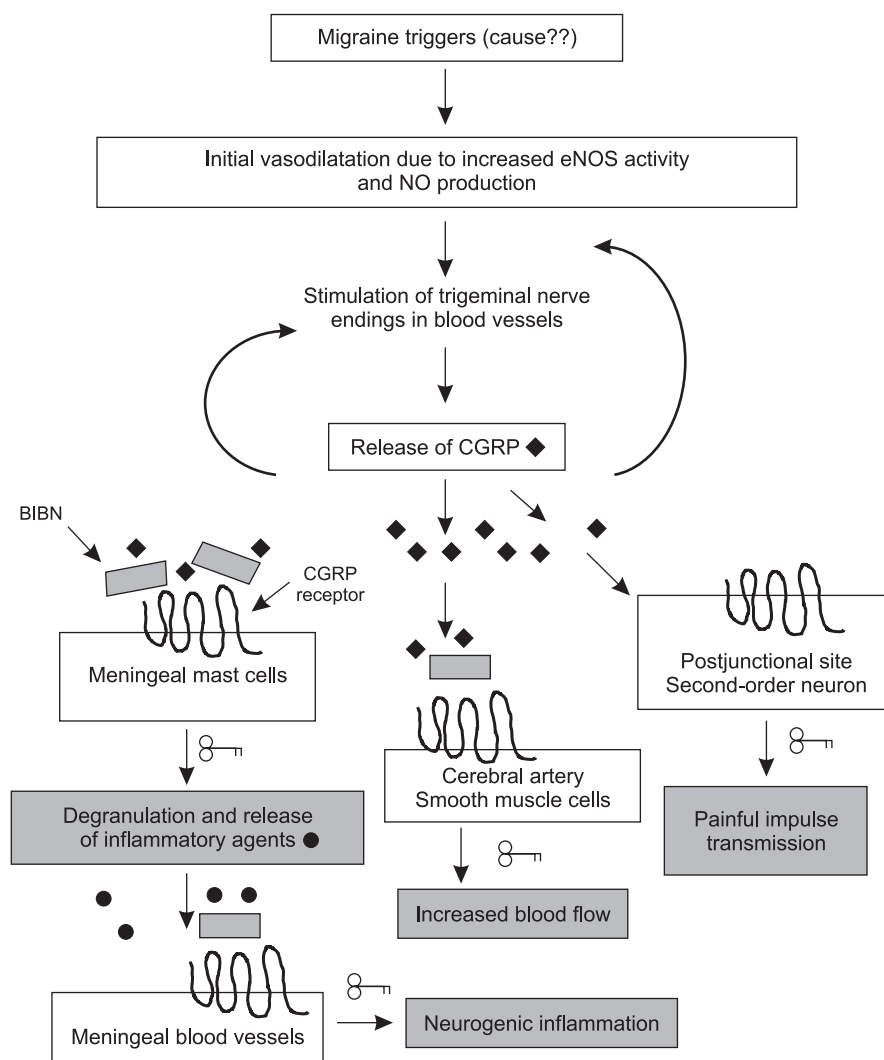 Migraine triggers (cause??)
Initial vasodilatation due to increased eNOS activity
and NO production
Stimulation of trigeminal nerve
endings in blood vessels
Release of CGRP
BIBN
CGRP
receptor
Meningeal mast cells
Postjunctional site
Second-order neuron
Cerebral artery
Smooth muscle cells
Degranulation and release
of inflammatory agents
Painful impulse
transmission
Increased blood flow
Meningeal blood vessels
Neurogenic inflammation